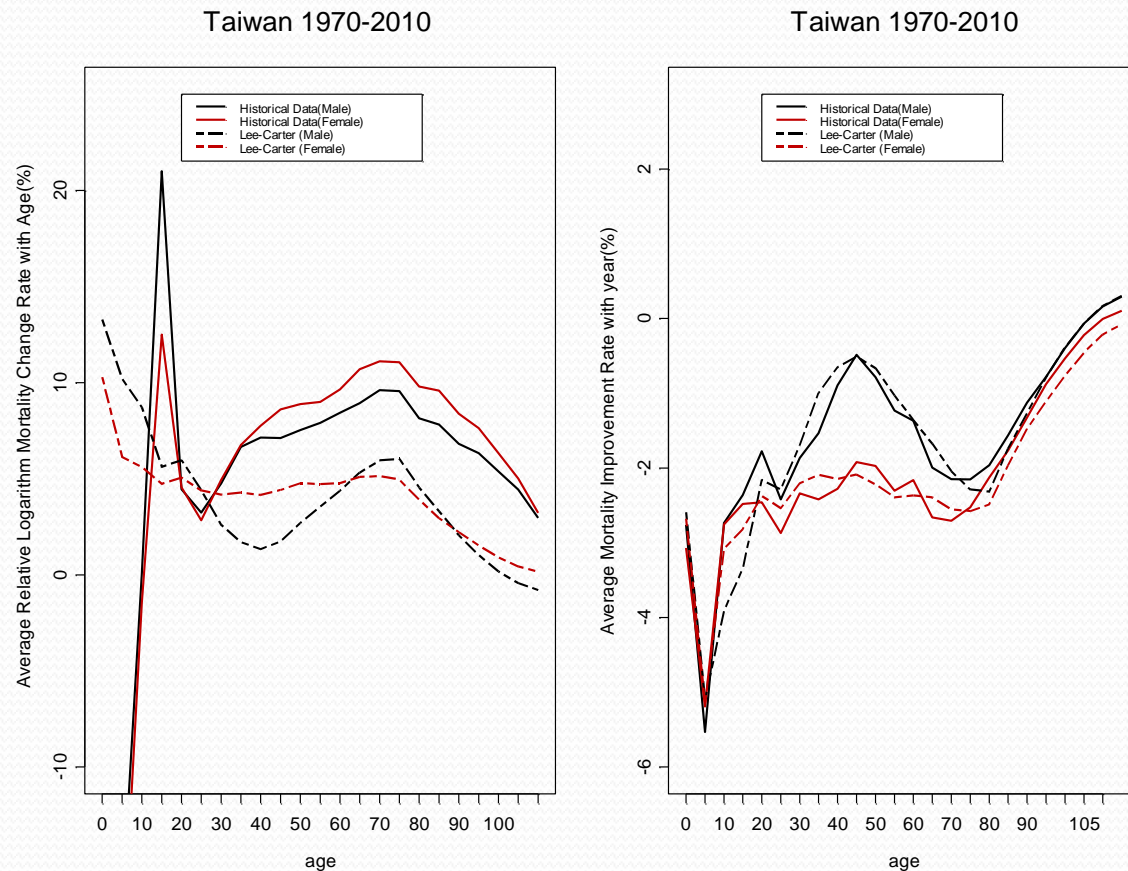 Taiwan 1970-2010
Historical Data(Male)
Historical Data(Female)
Lee-Carter (Male)
Lee-Carter (Female)
Average Relative Logarithm Mortality Change Rate with Age(%)
20
10
0
-10
0 10 20 30 40 50 60 70 80 90 100
age
Taiwan 1970-2010
Historical Data(Male)
Historical Data(Female)
Lee-Carter (Male)
Lee-Carter (Female)
Average Mortality Improvement Rate with year(%)
2
0
-2
-4
-6
0 10 20 30 40 50 60 70 80 90 105
age